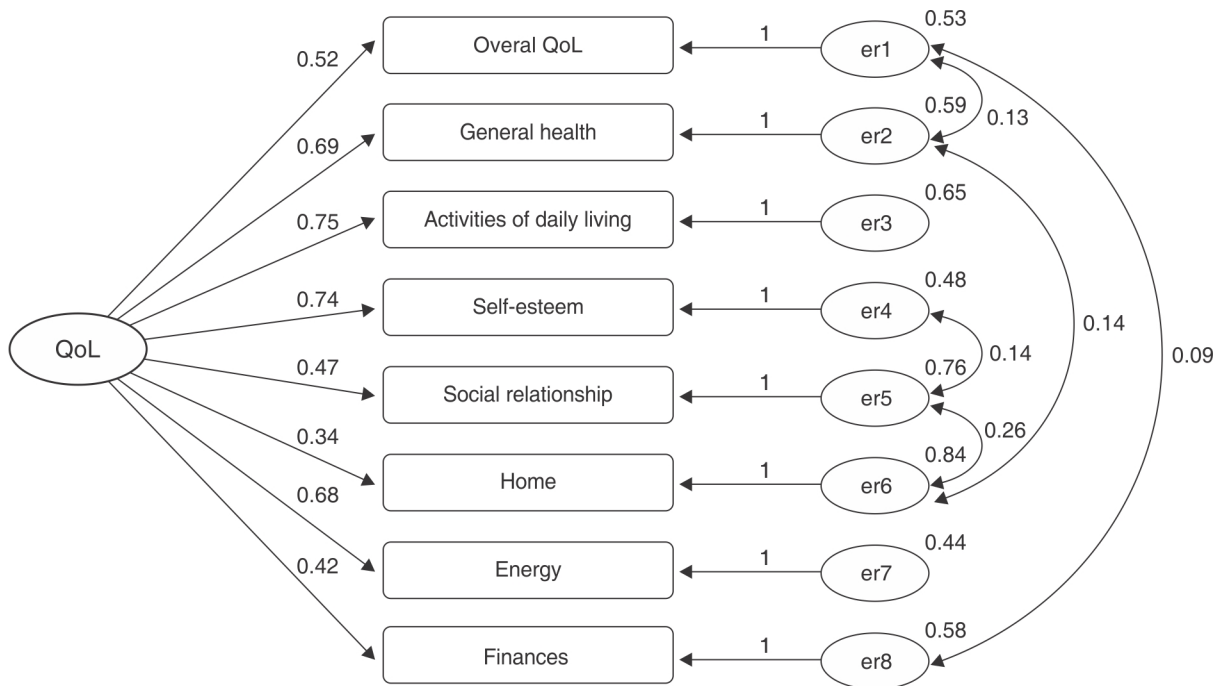 0.53
Overal QoL
1
er1
0.52
0.59
0.13
General health
1
er2
0.69
0.65
Activities of daily living
1
er3
0.75
0.48
Self-esteem
1
er4
0.74
0.14
0.14
0.09
QoL
0.76
Social relationship
1
er5
0.47
0.26
0.84
Home
1
er6
0.34
0.68
0.44
Energy
1
er7
0.42
0.58
Finances
1
er8